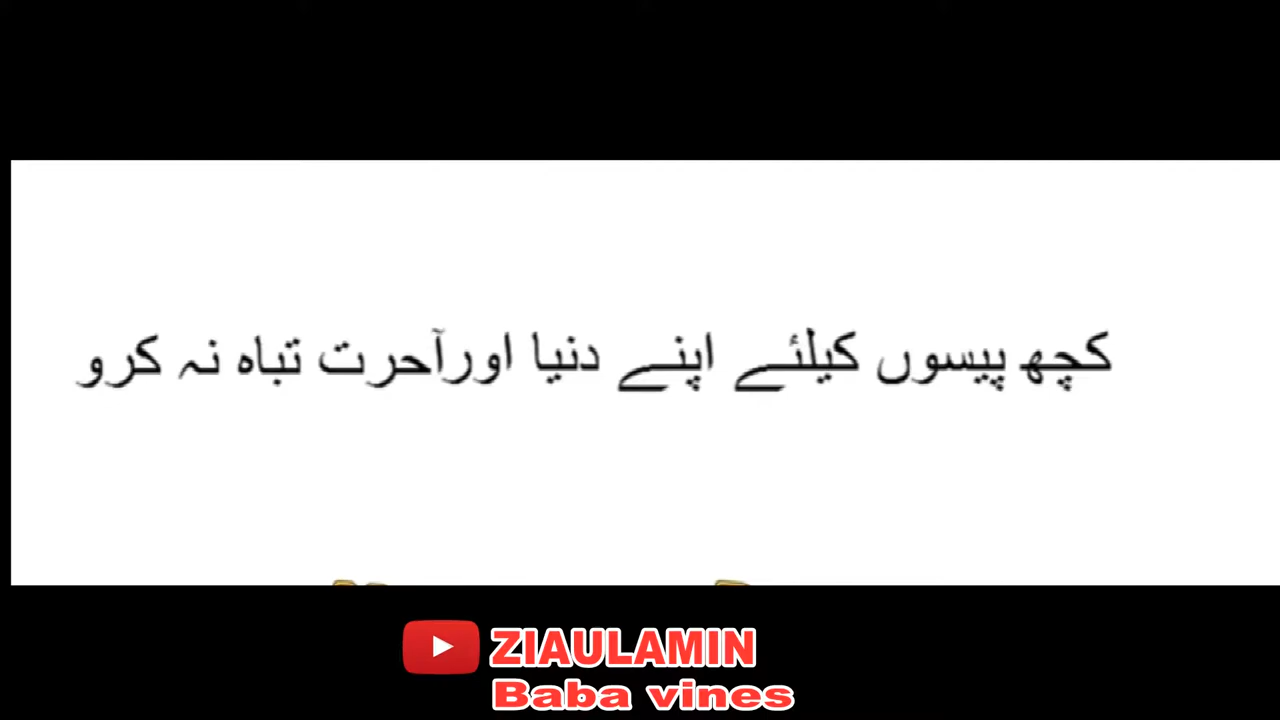 کچھ پیسوں کیلئے اپنے دنیا اورآحرت تباہ نہ کرو
ZIAULAMIN
Baba vines